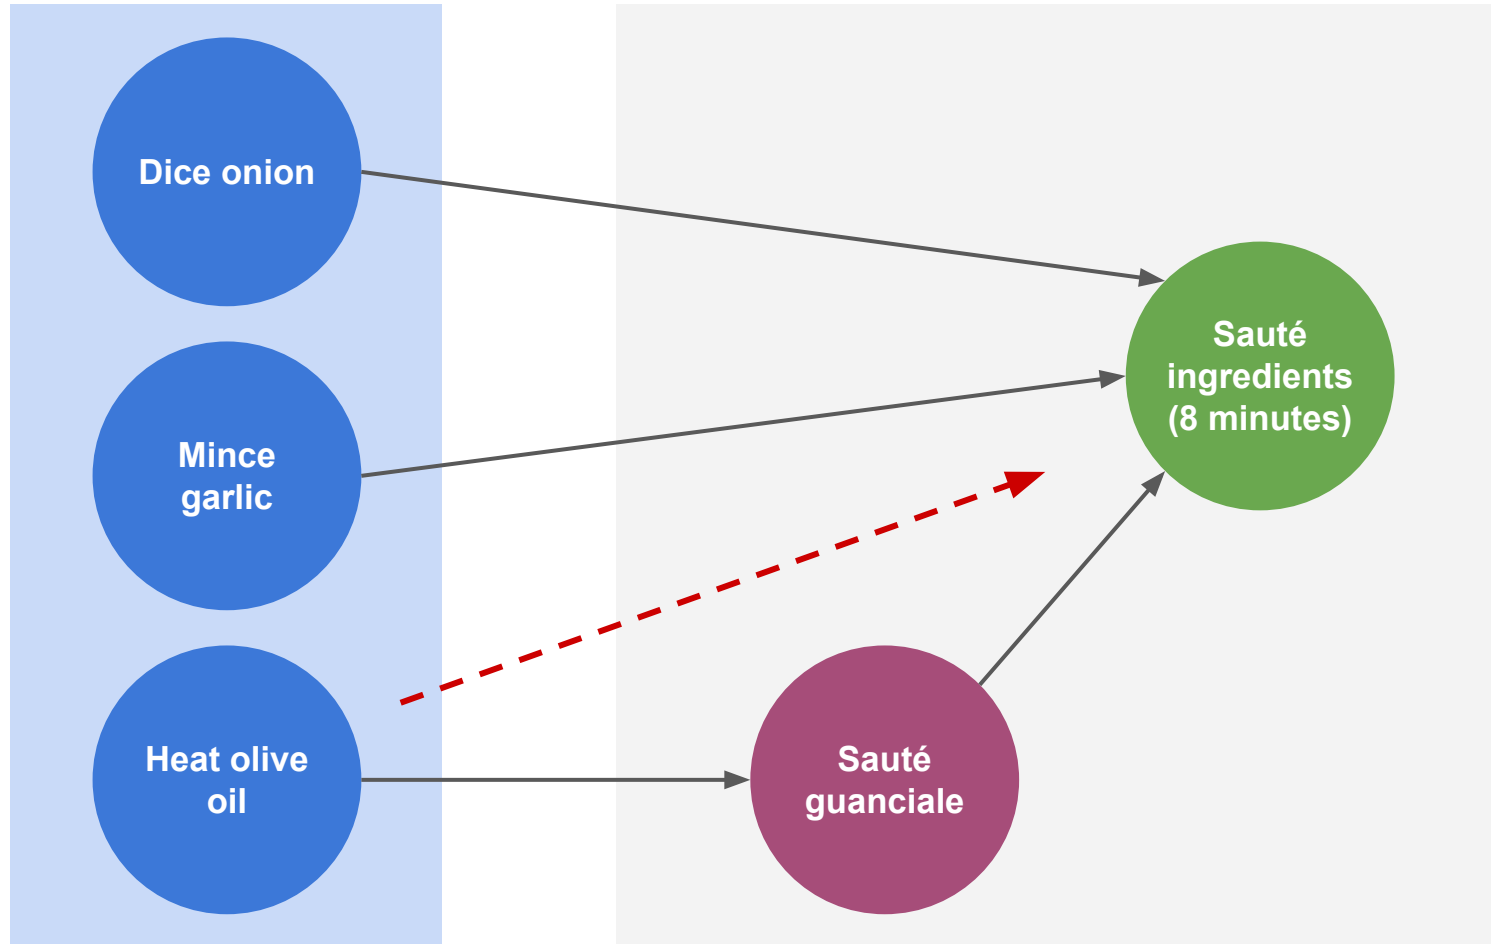 Dice onion
Mince
garlic
Heat olive
oil
Sauté
guanciale
Sauté
ingredients
(8 minutes)